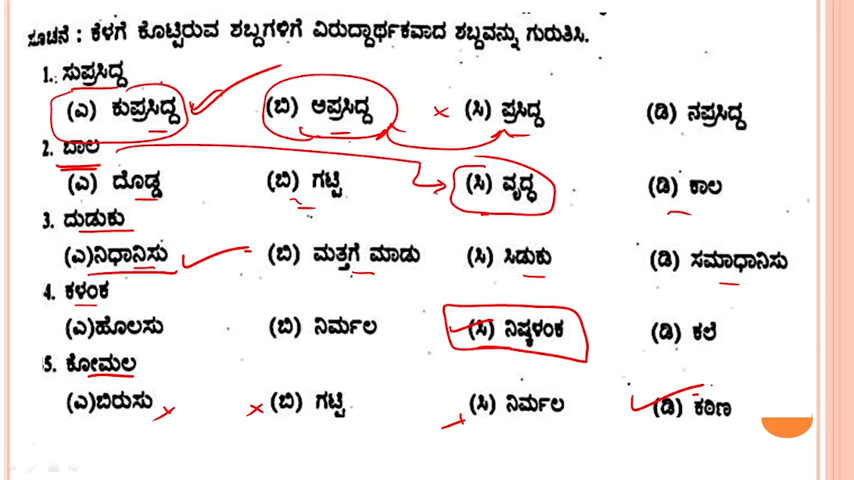 ಸೂಚನೆ : ಕೆಳಗೆ ಕೊಟ್ಟಿರುವ ಶಬ್ದಗಳಿಗೆ ವಿರುದ್ಧಾರ್ಥಕವಾದ ಶಬ್ದವನ್ನು ಗುರುತಿಸಿ.
1. ಸುಪ್ರಸಿದ್ಧ
(ಎ) ಕುಪ್ರಸಿದ್ಧ (ಬಿ) ಅಪ್ರಸಿದ್ಧ (ಸಿ) ಪ್ರಸಿದ್ಧ (ಡಿ) ನಪ್ರಸಿದ್ಧ
2. ಬಾಲ
(ಎ) ದೊಡ್ಡ (ಬಿ) ಗಟ್ಟಿ (ಸಿ) ವೃದ್ಧ (ಡಿ) ಕಾಲ
3. ದುಡುಕು
(ಎ)ನಿಧಾನಿಸು (ಬಿ) ಮತ್ತಗೆ ಮಾಡು (ಸಿ) ಸಿಡುಕು (ಡಿ) ಸಮಾಧಾನಿಸು
4. ಕಳಂಕ
(ಎ)ಹೊಲಸು (ಬಿ) ನಿರ್ಮಲ (ಸಿ) ನಿಷ್ಕಳಂಕ (ಡಿ) ಕಲೆ
5. ಕೋಮಲ
(ಎ)ಬಿರುಸು (ಬಿ) ಗಟ್ಟಿ (ಸಿ) ನಿರ್ಮಲ (ಡಿ) ಕಠಿಣ